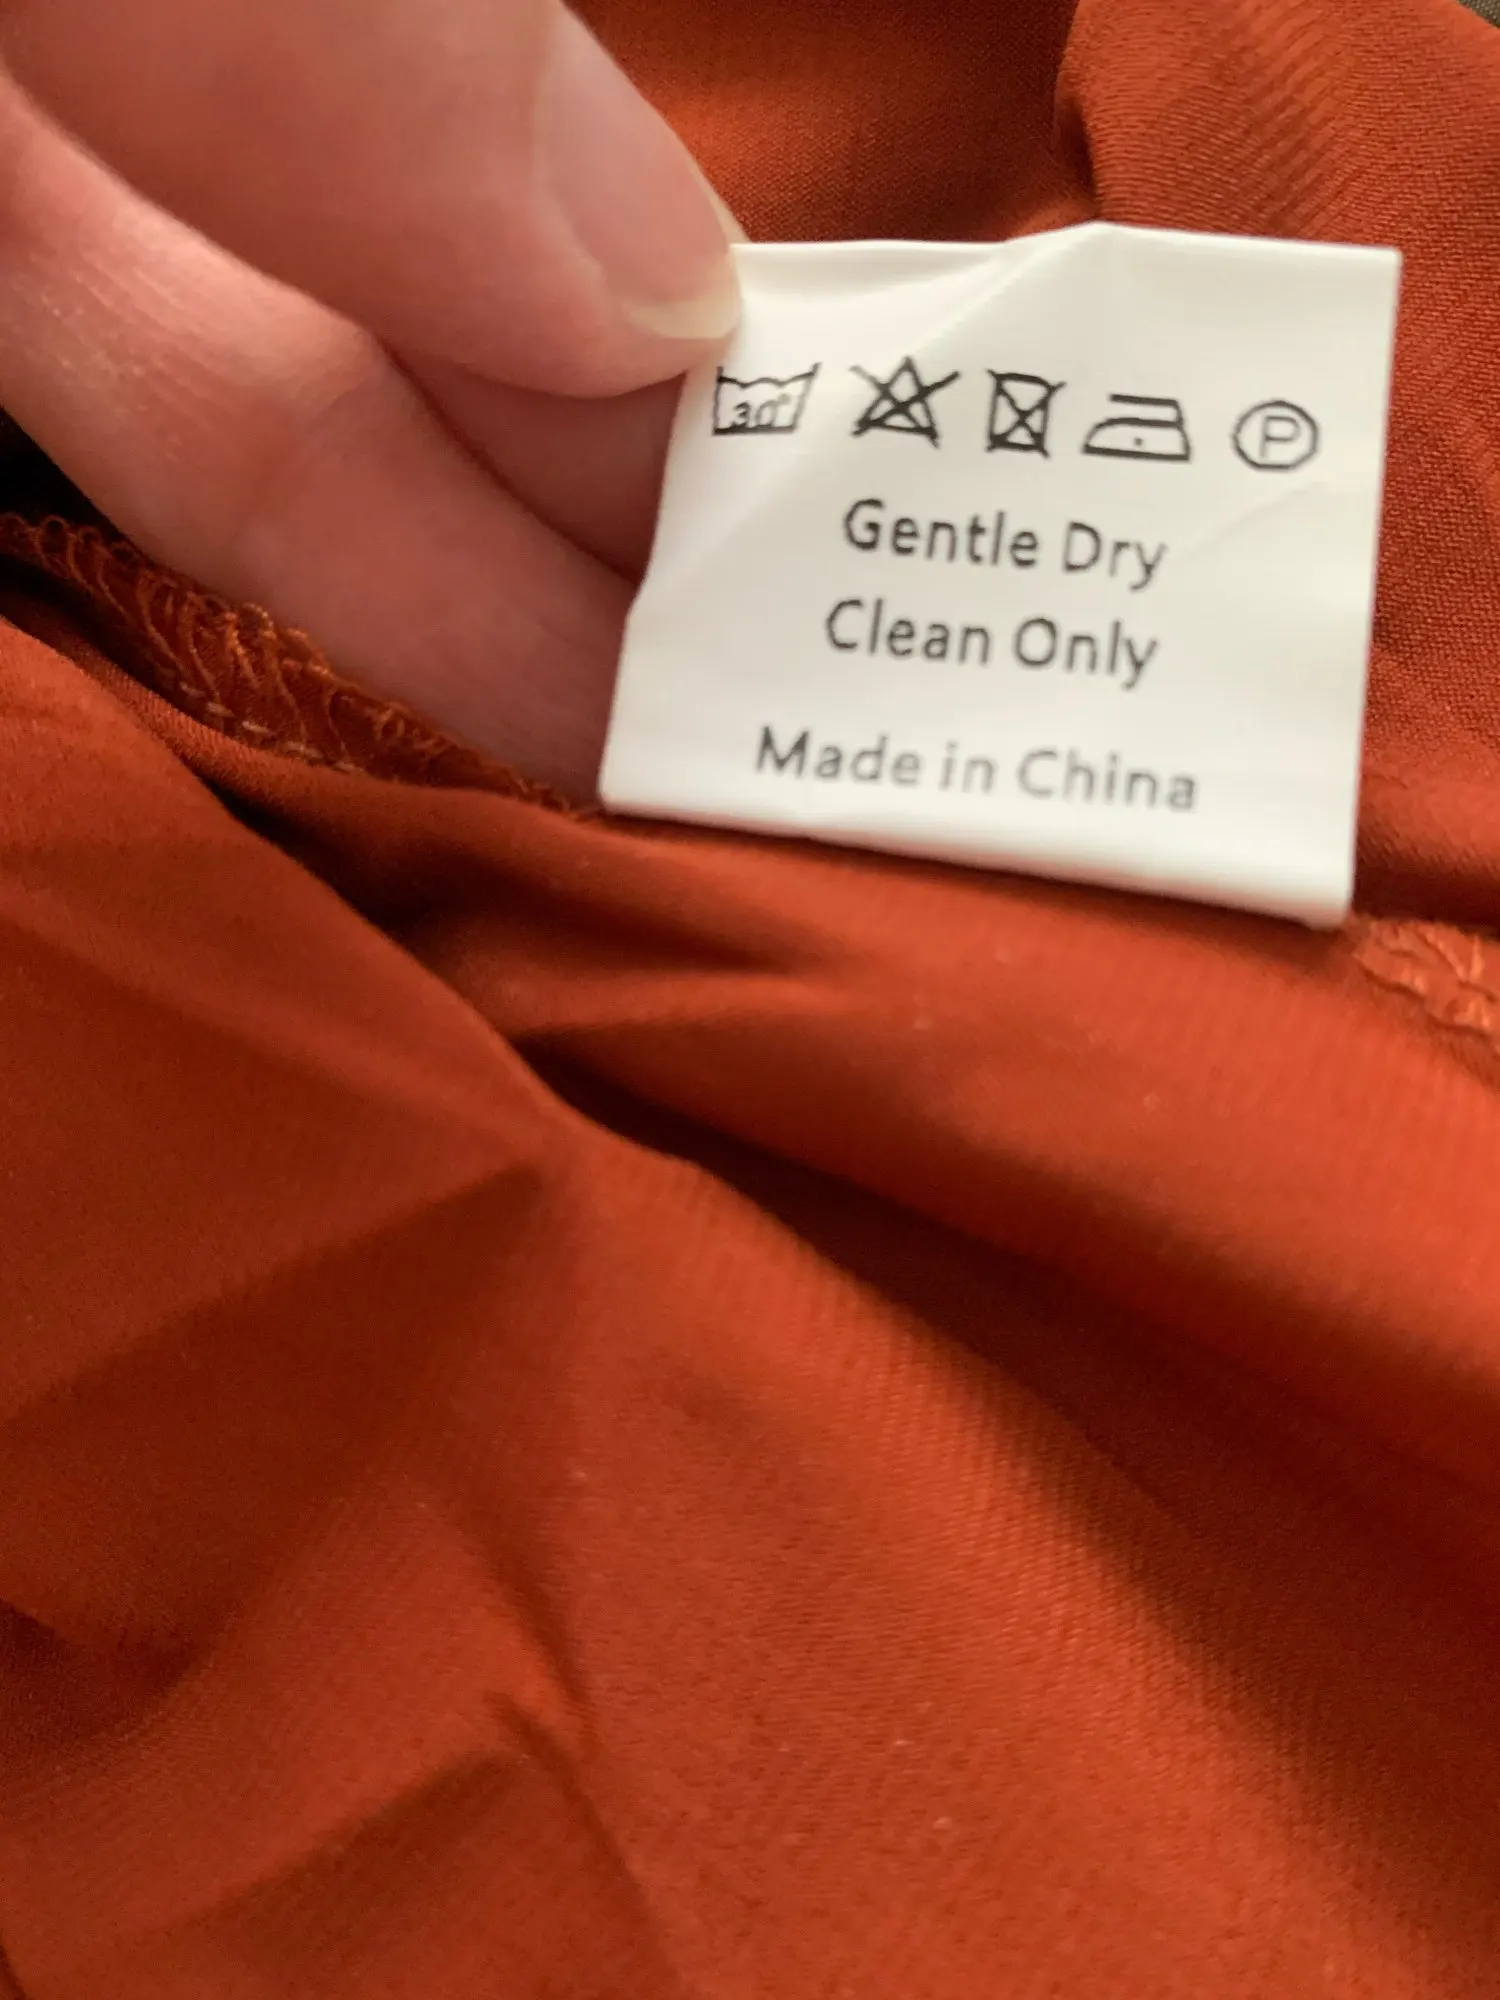 30° P
Gentle Dry
Clean Only
Made in China